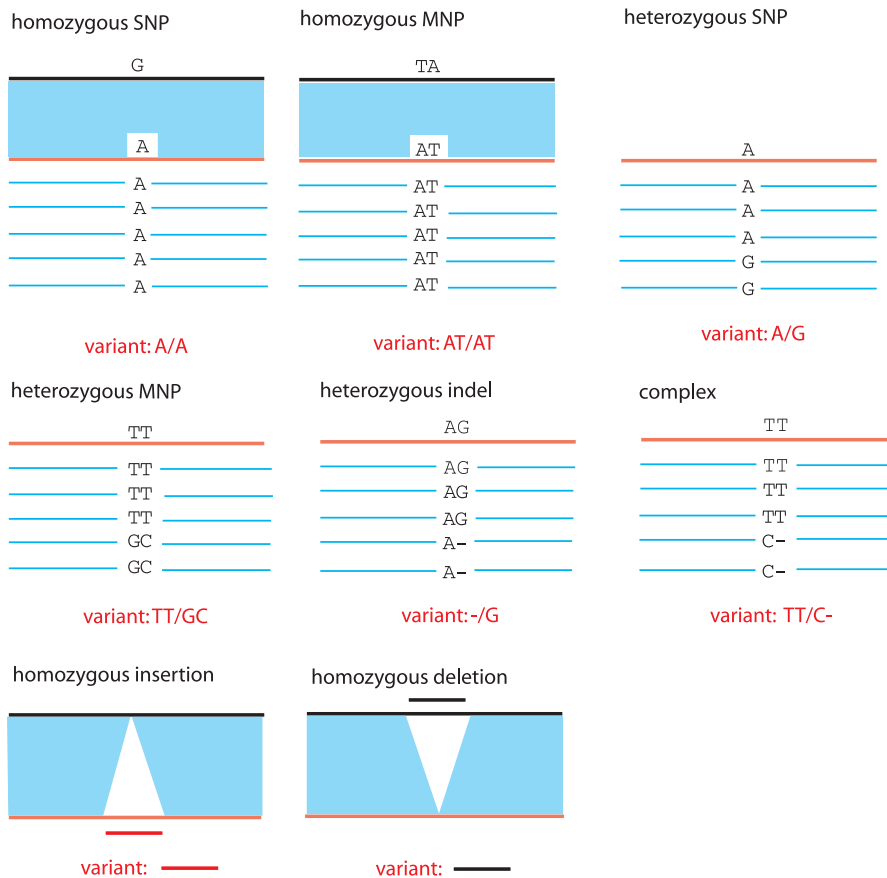 homozygous SNP
G
A
A
A
A
A
A
variant: A/A
homozygous MNP
TA
AT
AT
AT
AT
AT
AT
variant: AT/AT
heterozygous SNP
A
A
A
A
G
G
variant: A/G
heterozygous MNP
TT
TT
TT
TT
GC
GC
variant: TT/GC
heterozygous indel
AG
AG
AG
AG
A-
A-
variant: -/G
complex
TT
TT
TT
TT
C-
C-
variant: TT/C-
homozygous insertion
variant:
homozygous deletion
variant: